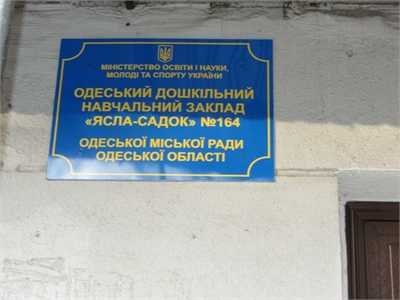 МІНІСТЕРСТВО ОСВІТИ І НАУКИ,
МОЛОДІ ТА СПОРТУ УКРАЇНИ
ОДЕСЬКИЙ ДОШКІЛЬНИЙ
НАВЧАЛЬНИЙ ЗАКЛАД
«ЯСЛА-САДОК» №164
ОДЕСЬКОЇ МІСЬКОЇ РАДИ
ОДЕСЬКОЇ ОБЛАСТІ